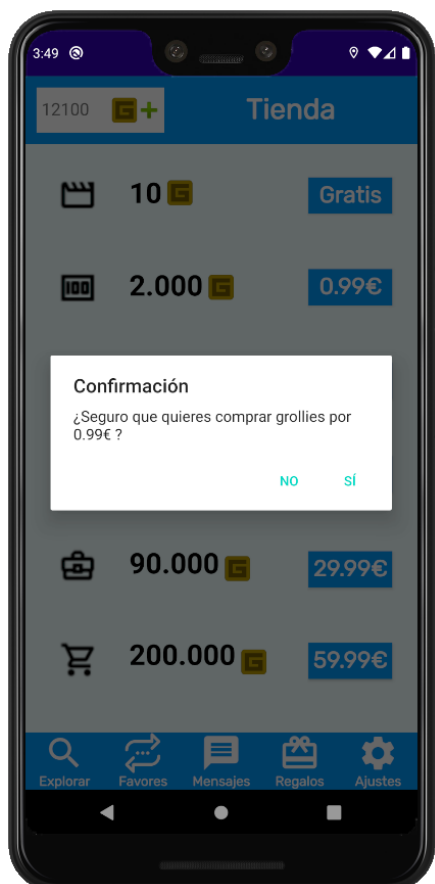 3:49
12100 G+
Tienda
10 G
Gratis
100
2.000 G
0.99€
Confirmación
¿Seguro que quieres comprar grollies por
0.99€ ?
NO SÍ
90.000 G
29.99€
200.000 G
59.99€
Explorar Favores Mensajes Regalos Ajustes